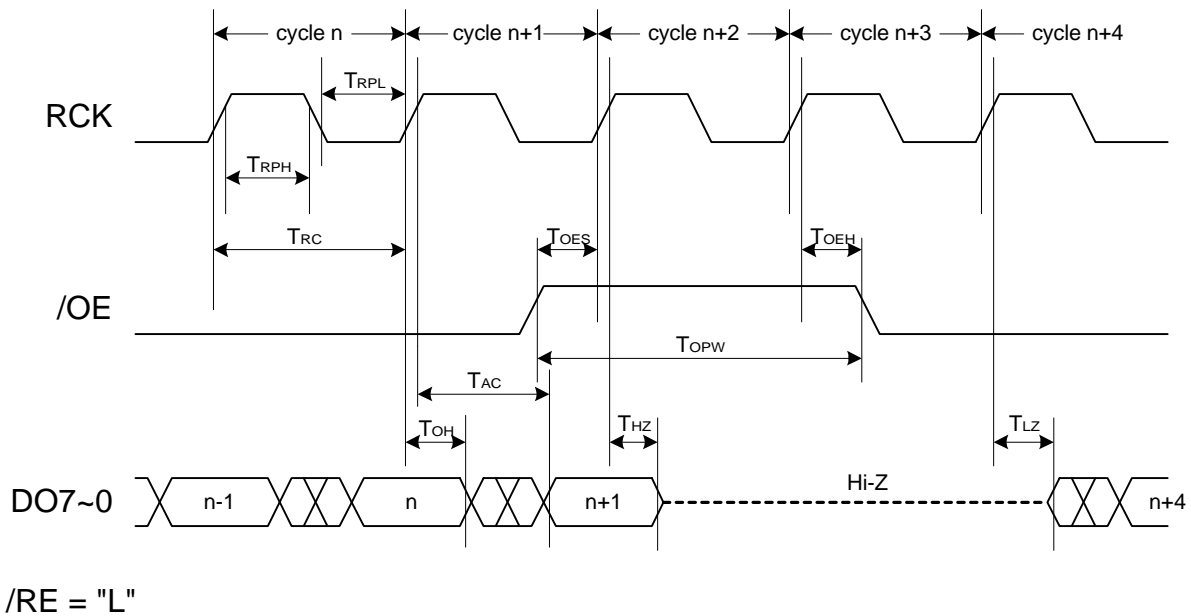 cycle n
cycle n+1
cycle n+2
cycle n+3
cycle n+4
TRPL
RCK
TRPH
TRC
TOES
TOEH
/OE
TOPW
TAC
TOH
THZ
TLZ
DO7~0
n-1
n
n+1
Hi-Z
n+4
/RE = "L"